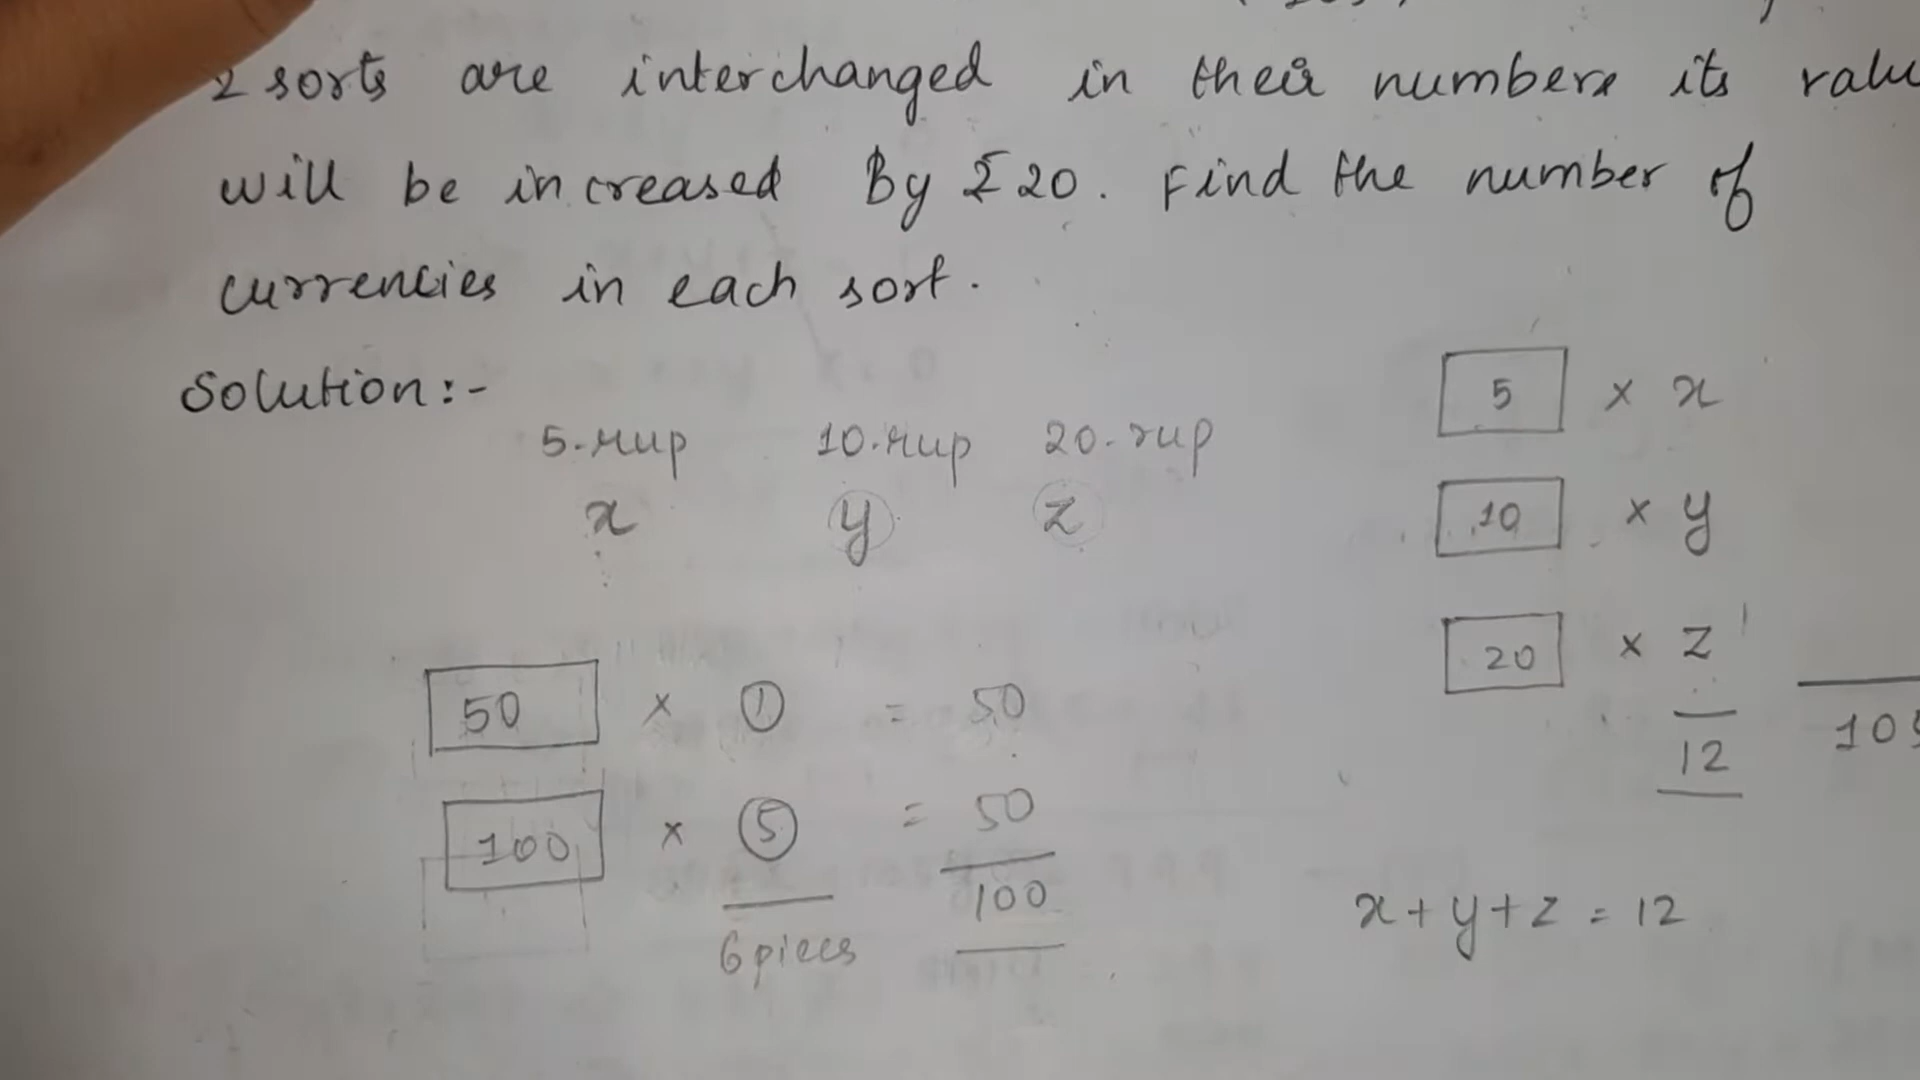 2 sorts are interchanged in their numbers its valu
will be increased By ₹20. Find the number of
currencies in each sort.
Solution:-
5.rup 10.rup 20.rup
x y z
5 × x
10 × y
20 × z
12
50 × 1 = 50
100 × 5 = 50
6 pieces 100
x+y+z = 12